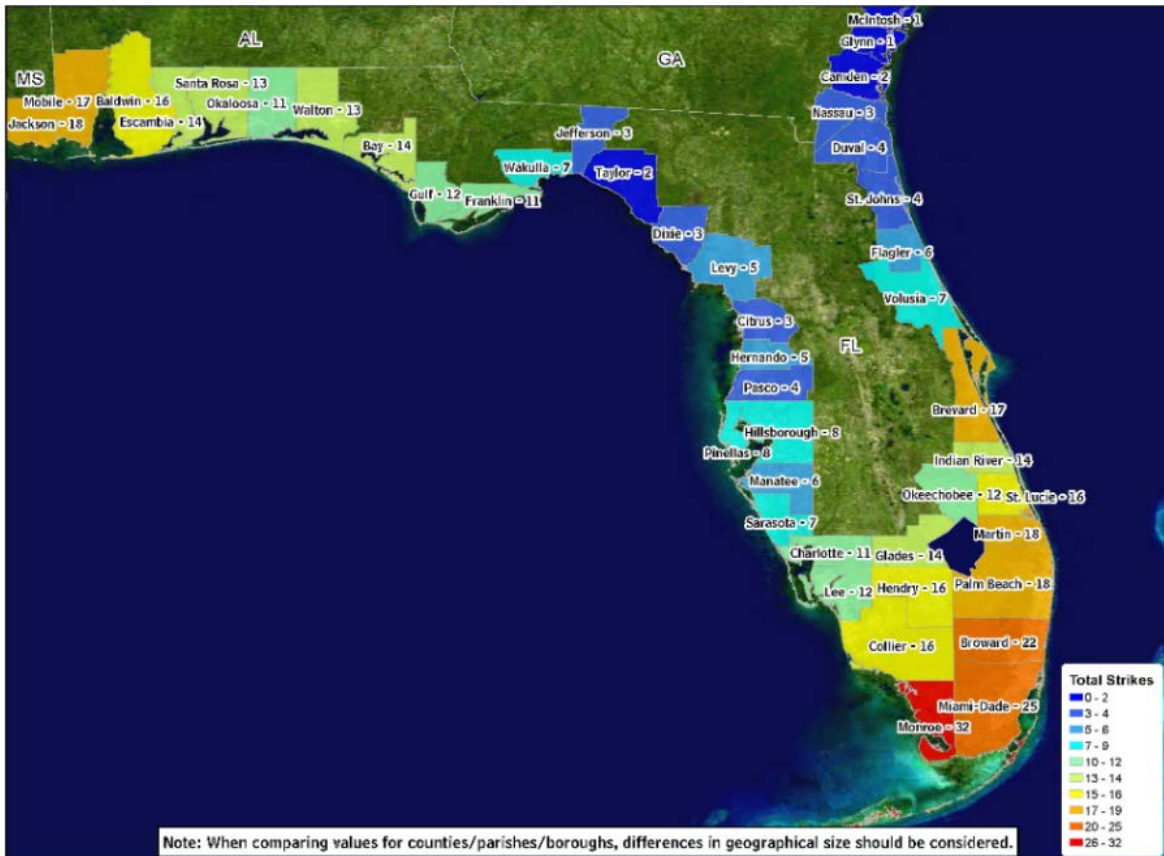 McIntosh - 1
AL
Glynn - 1
GA
MS
Camden - 2
Santa Rosa - 13
Mobile - 17
Baldwin - 16
Okaloosa - 11
Walton - 13
Nassau - 3
Jackson - 18
Escambia - 14
Jefferson - 3
Bay - 14
Duval - 4
Wakulla - 7
Taylor - 2
Gulf - 12
Franklin - 11
St. Johns - 4
Dixie - 3
Flagler - 6
Levy - 5
Volusia - 7
Citrus - 3
FL
Hernando - 5
Pasco - 4
Brevard - 17
Hillsborough - 8
Pinellas - 8
Indian River - 14
Manatee - 6
Okeechobee - 12
St. Lucie - 16
Sarasota - 7
Martin - 18
Charlotte - 11
Glades - 14
Palm Beach - 18
Lee - 12
Hendry - 16
Collier - 16
Broward - 22
Miami-Dade - 25
Monroe - 32
Total Strikes
0 - 2
3 - 4
5 - 6
7 - 9
10 - 12
13 - 14
15 - 16
17 - 19
20 - 25
26 - 32
Note: When comparing values for counties/parishes/boroughs, differences in geographical size should be considered.